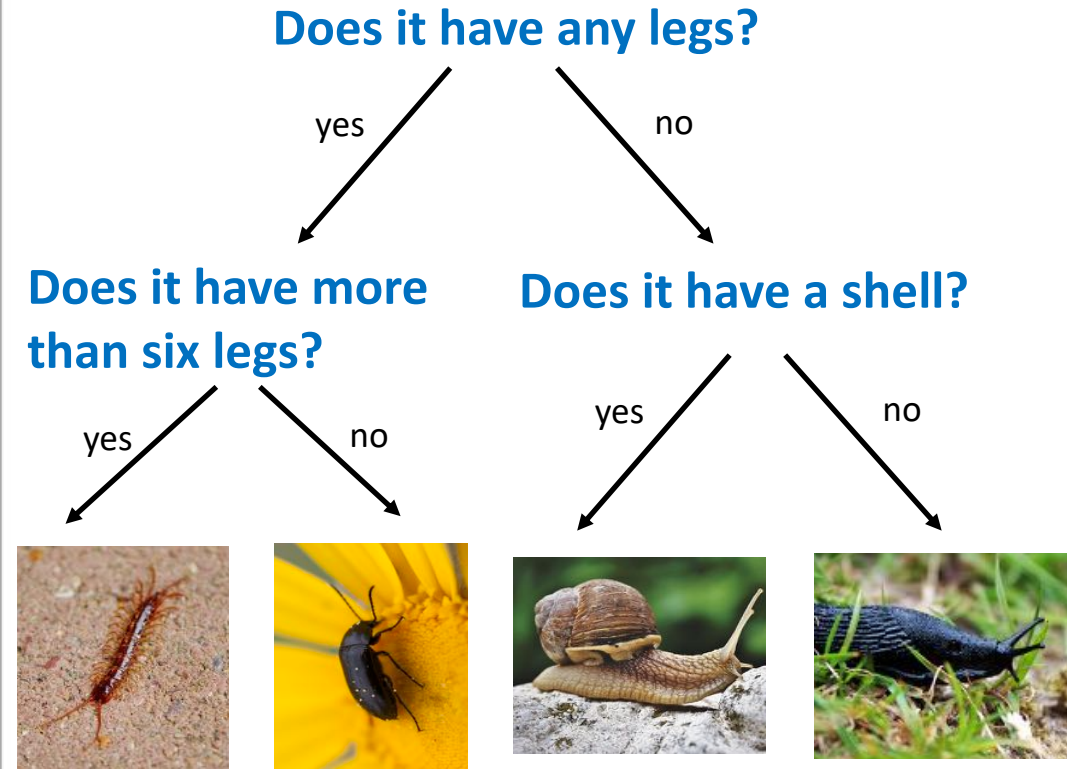 Does it have any legs?
yes
no
Does it have more
than six legs?
Does it have a shell?
yes
no
yes
no